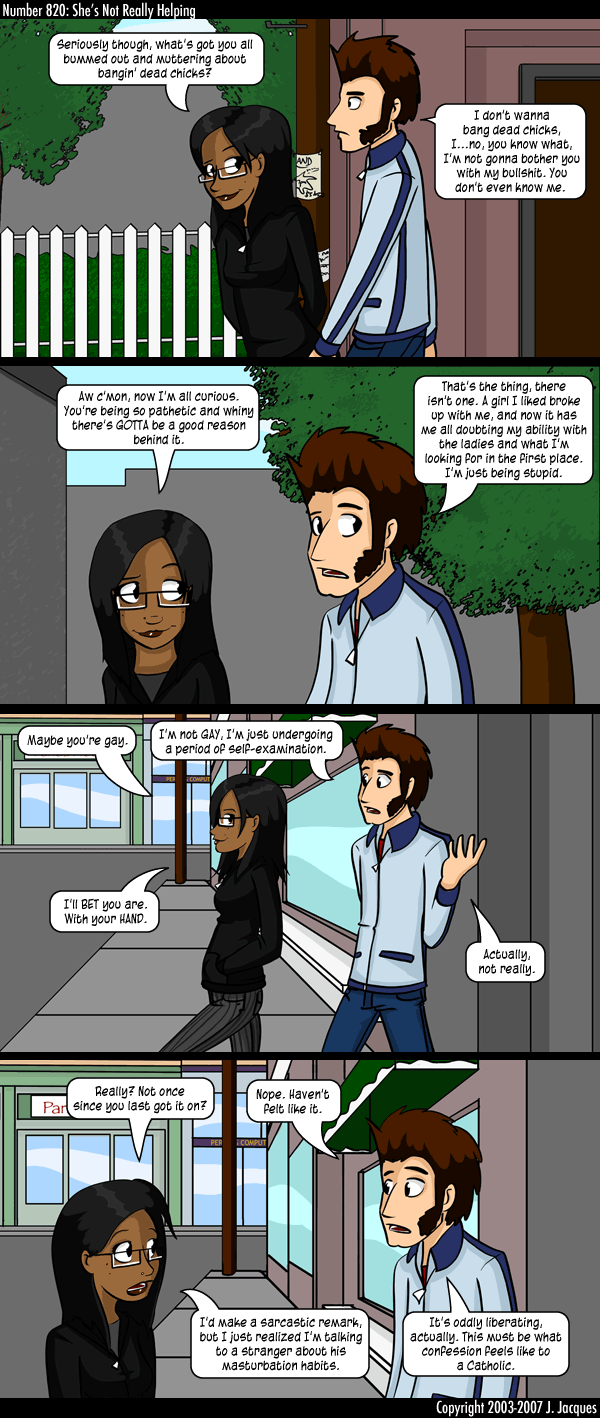 Number 820: She's Not Really Helping
Seriously though, what's got you all
bummed out and muttering about
bangin' dead chicks?
I don't wanna
bang dead chicks,
I...no, you know what,
I'm not gonna bother you
with my bullshit. You
don't even know me.
AND
Aw c'mon, now I'm all curious.
You're being so pathetic and whiny
there's GOTTA be a good reason
behind it.
That's the thing, there
isn't one. A girl I liked broke
up with me, and now it has
me all doubting my ability with
the ladies and what I'm
looking for in the first place.
I'm just being stupid.
Maybe you're gay.
I'm not GAY, I'm just undergoing
a period of self-examination.
COMPUT
I'll BET you are.
With your HAND.
Actually,
not really.
Really? Not once
since you last got it on?
Nope. Haven't
felt like it.
Par
COMPUT
I'd make a sarcastic remark,
but I just realized I'm talking
to a stranger about his
masturbation habits.
It's oddly liberating,
actually. This must be what
confession feels like to
a Catholic.
Copyright 2003-2007 J. Jacques